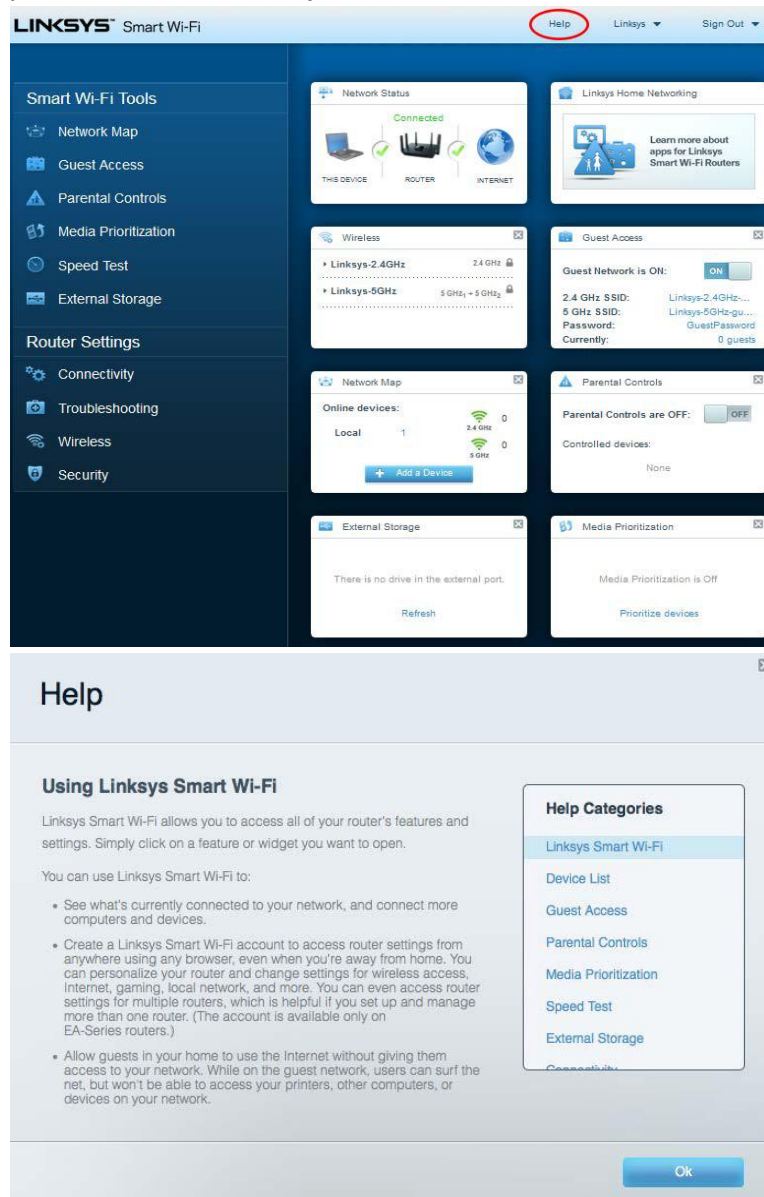 LINKSYS™ Smart Wi-Fi
Help
Linksys
Sign Out
Smart Wi-Fi Tools
Network Map
Guest Access
Parental Controls
Media Prioritization
Speed Test
External Storage
Router Settings
Connectivity
Troubleshooting
Wireless
Security
Network Status
Connected
THIS DEVICE ROUTER INTERNET
Linksys Home Networking
Learn more about
apps for Linksys
Smart Wi-Fi Routers
Wireless
Linksys-2.4GHz 2.4 GHz
Linksys-5GHz 5 GHz1 + 5 GHz2
Guest Access
Guest Network is ON: ON
2.4 GHz SSID: Linksys-2.4GHz-...
5 GHz SSID: Linksys-5GHz-gu...
Password: GuestPassword
Currently: 0 guests
Network Map
Online devices:
Local 1
0
2.4 GHz
0
5 GHz
+ Add a Device
Parental Controls
Parental Controls are OFF: OFF
Controlled devices:
None
External Storage
There is no drive in the external port.
Refresh
Media Prioritization
Media Prioritization is Off
Prioritize devices
Help
Using Linksys Smart Wi-Fi
Linksys Smart Wi-Fi allows you to access all of your router's features and
settings. Simply click on a feature or widget you want to open.
You can use Linksys Smart Wi-Fi to:
• See what's currently connected to your network, and connect more
computers and devices.
• Create a Linksys Smart Wi-Fi account to access router settings from
anywhere using any browser, even when you're away from home. You
can personalize your router and change settings for wireless access,
Internet, gaming, local network, and more. You can even access router
settings for multiple routers, which is helpful if you set up and manage
more than one router. (The account is available only on
EA-Series routers.)
• Allow guests in your home to use the Internet without giving them
access to your network. While on the guest network, users can surf the
net, but won't be able to access your printers, other computers, or
devices on your network.
Help Categories
Linksys Smart Wi-Fi
Device List
Guest Access
Parental Controls
Media Prioritization
Speed Test
External Storage
Connectivity
Ok